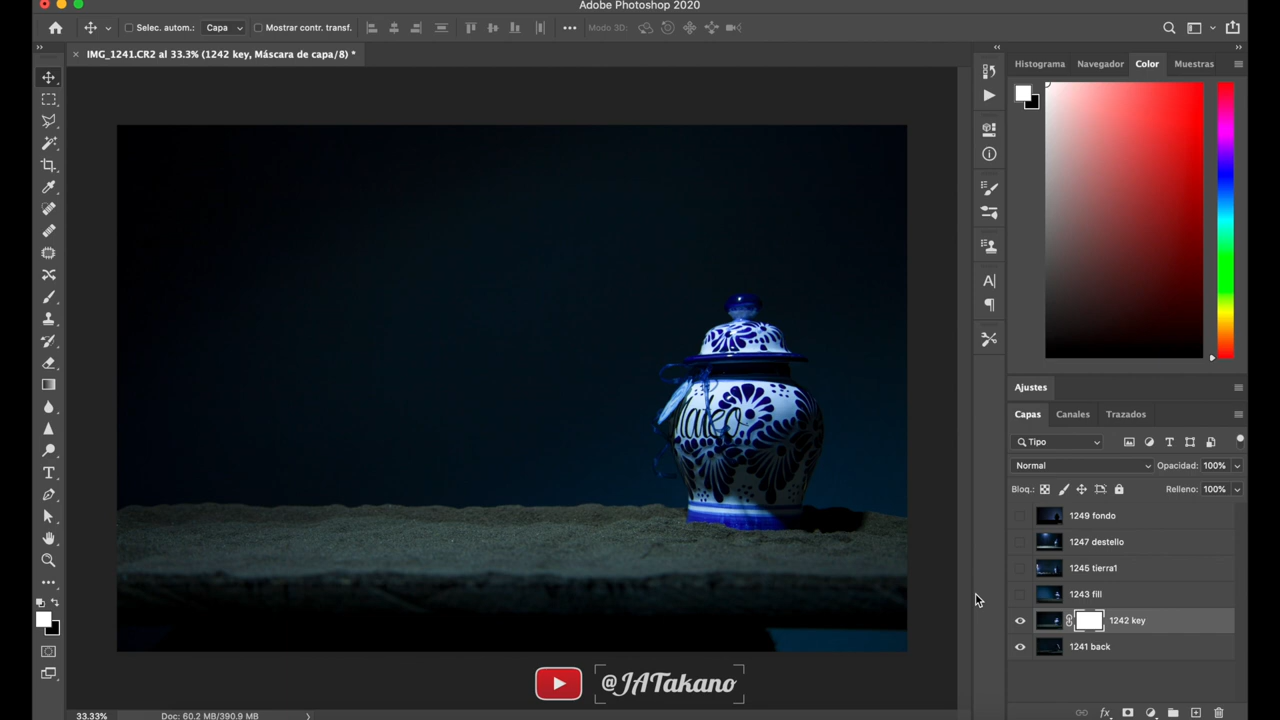 Adobe Photoshop 2020
Selec. autom.: Capa Mostrar contr. transf. ••• Modo 3D:
× IMG_1241.CR2 al 33.3% (1242 key, Máscara de capa/8) *
Histograma Navegador Color Muestras
Ajustes
Capas Canales Trazados
Tipo
Normal Opacidad: 100%
Bloq.: Relleno: 100%
1249 fondo
1247 destello
1245 tierra1
1243 fill
1242 key
1241 back
@JATakano
33.33% Doc: 60.2 MB/390.9 MB